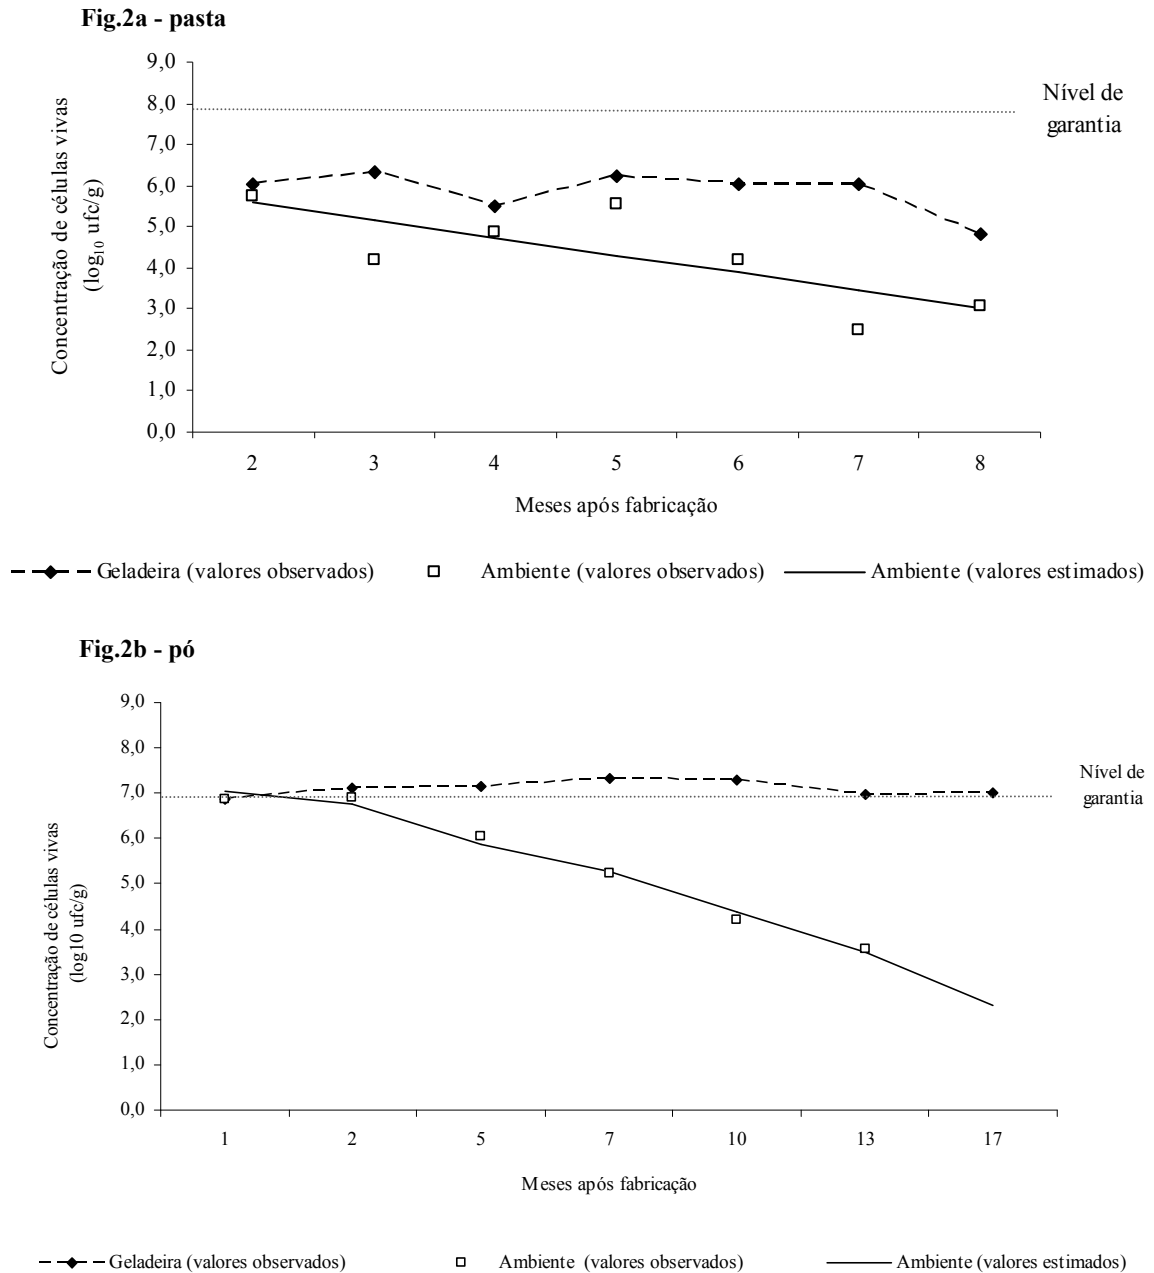 Fig.2a - pasta
9,0
8,0
7,0
6,0
5,0
4,0
3,0
2,0
1,0
0,0
Concentração de células vivas
(log10 ufc/g)
Nível de
garantia
2 3 4 5 6 7 8
Meses após fabricação
Geladeira (valores observados) Ambiente (valores observados) Ambiente (valores estimados)
Fig.2b - pó
9,0
8,0
7,0
6,0
5,0
4,0
3,0
2,0
1,0
0,0
Concentração de células vivas
(log10 ufc/g)
Nível de
garantia
1 2 5 7 10 13 17
Meses após fabricação
Geladeira (valores observados) Ambiente (valores observados) Ambiente (valores estimados)